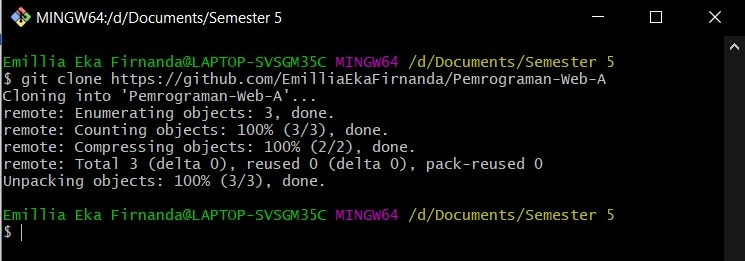 MINGW64:/d/Documents/Semester 5
Emillia Eka Firnanda@LAPTOP-SVSGM35C MINGW64 /d/Documents/Semester 5
$ git clone https://github.com/EmilliaEkaFirnanda/Pemrograman-Web-A
Cloning into 'Pemrograman-Web-A'...
remote: Enumerating objects: 3, done.
remote: Counting objects: 100% (3/3), done.
remote: Compressing objects: 100% (2/2), done.
remote: Total 3 (delta 0), reused 0 (delta 0), pack-reused 0
Unpacking objects: 100% (3/3), done.
Emillia Eka Firnanda@LAPTOP-SVSGM35C MINGW64 /d/Documents/Semester 5
$